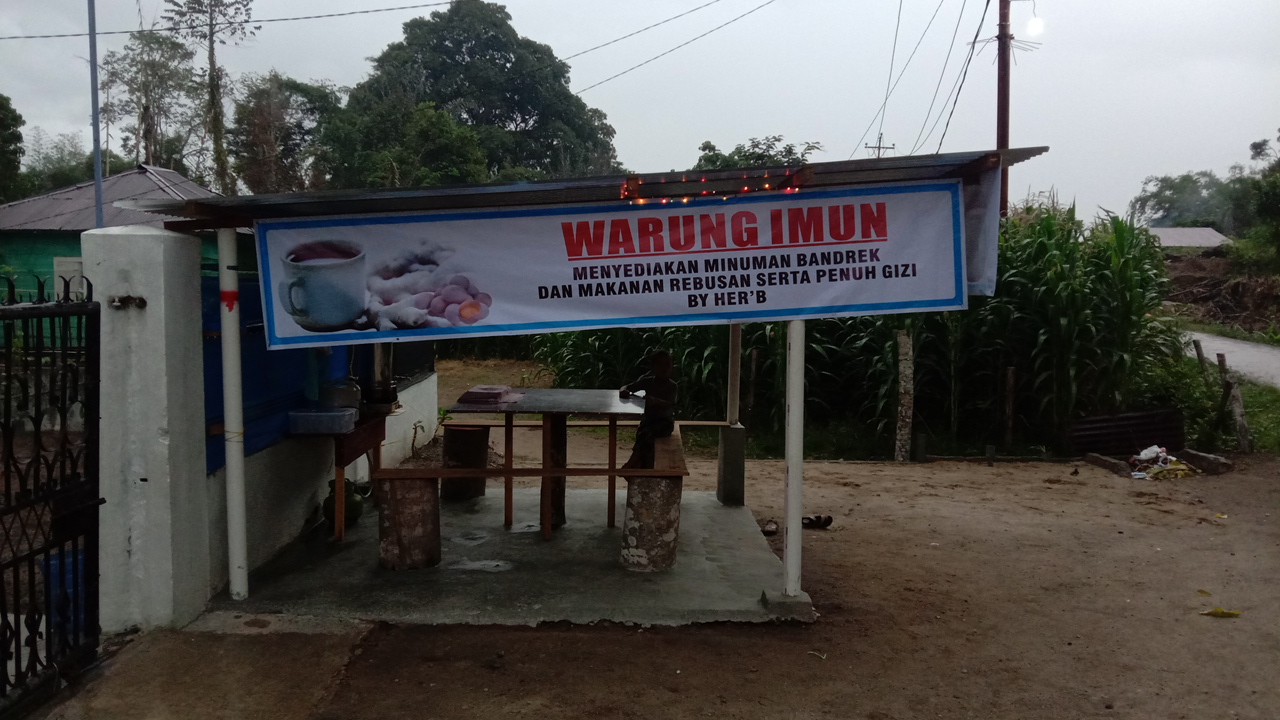 WARUNG IMUN
MENYEDIAKAN MINUMAN BANDREK
DAN MAKANAN REBUSAN SERTA PENUH GIZI
BY HER'B